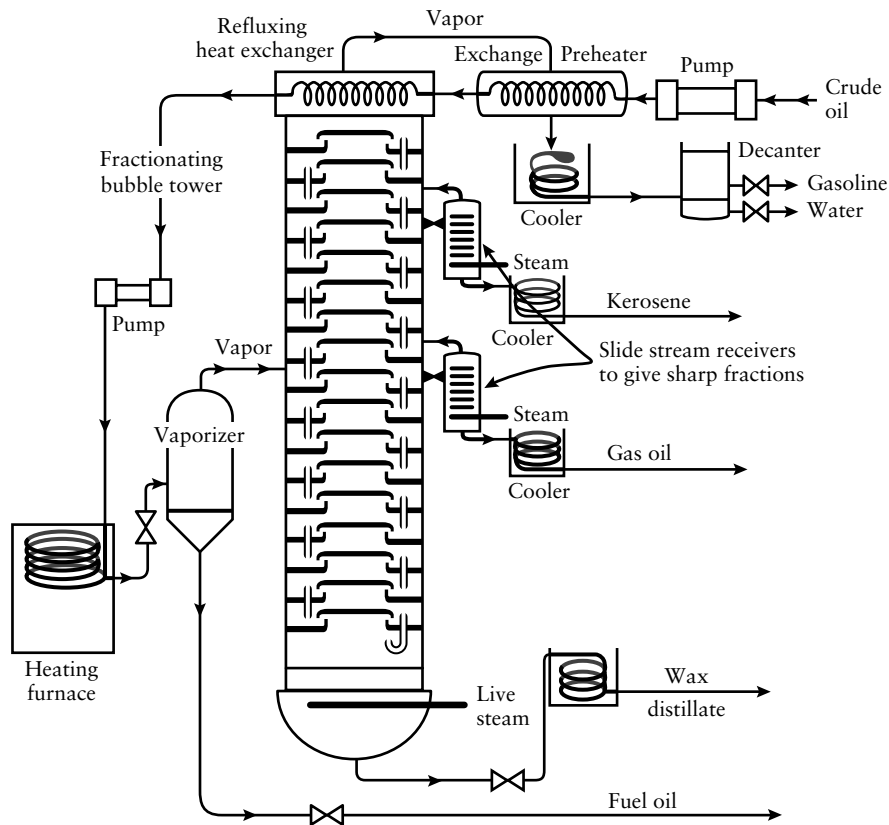 Vapor
Refluxing
heat exchanger
Exchange
Preheater
Pump
Crude
oil
Fractionating
bubble tower
Decanter
Gasoline
Water
Cooler
Steam
Kerosene
Pump
Cooler
Vapor
Slide stream receivers
to give sharp fractions
Steam
Vaporizer
Gas oil
Cooler
Heating
furnace
Live
steam
Wax
distillate
Fuel oil